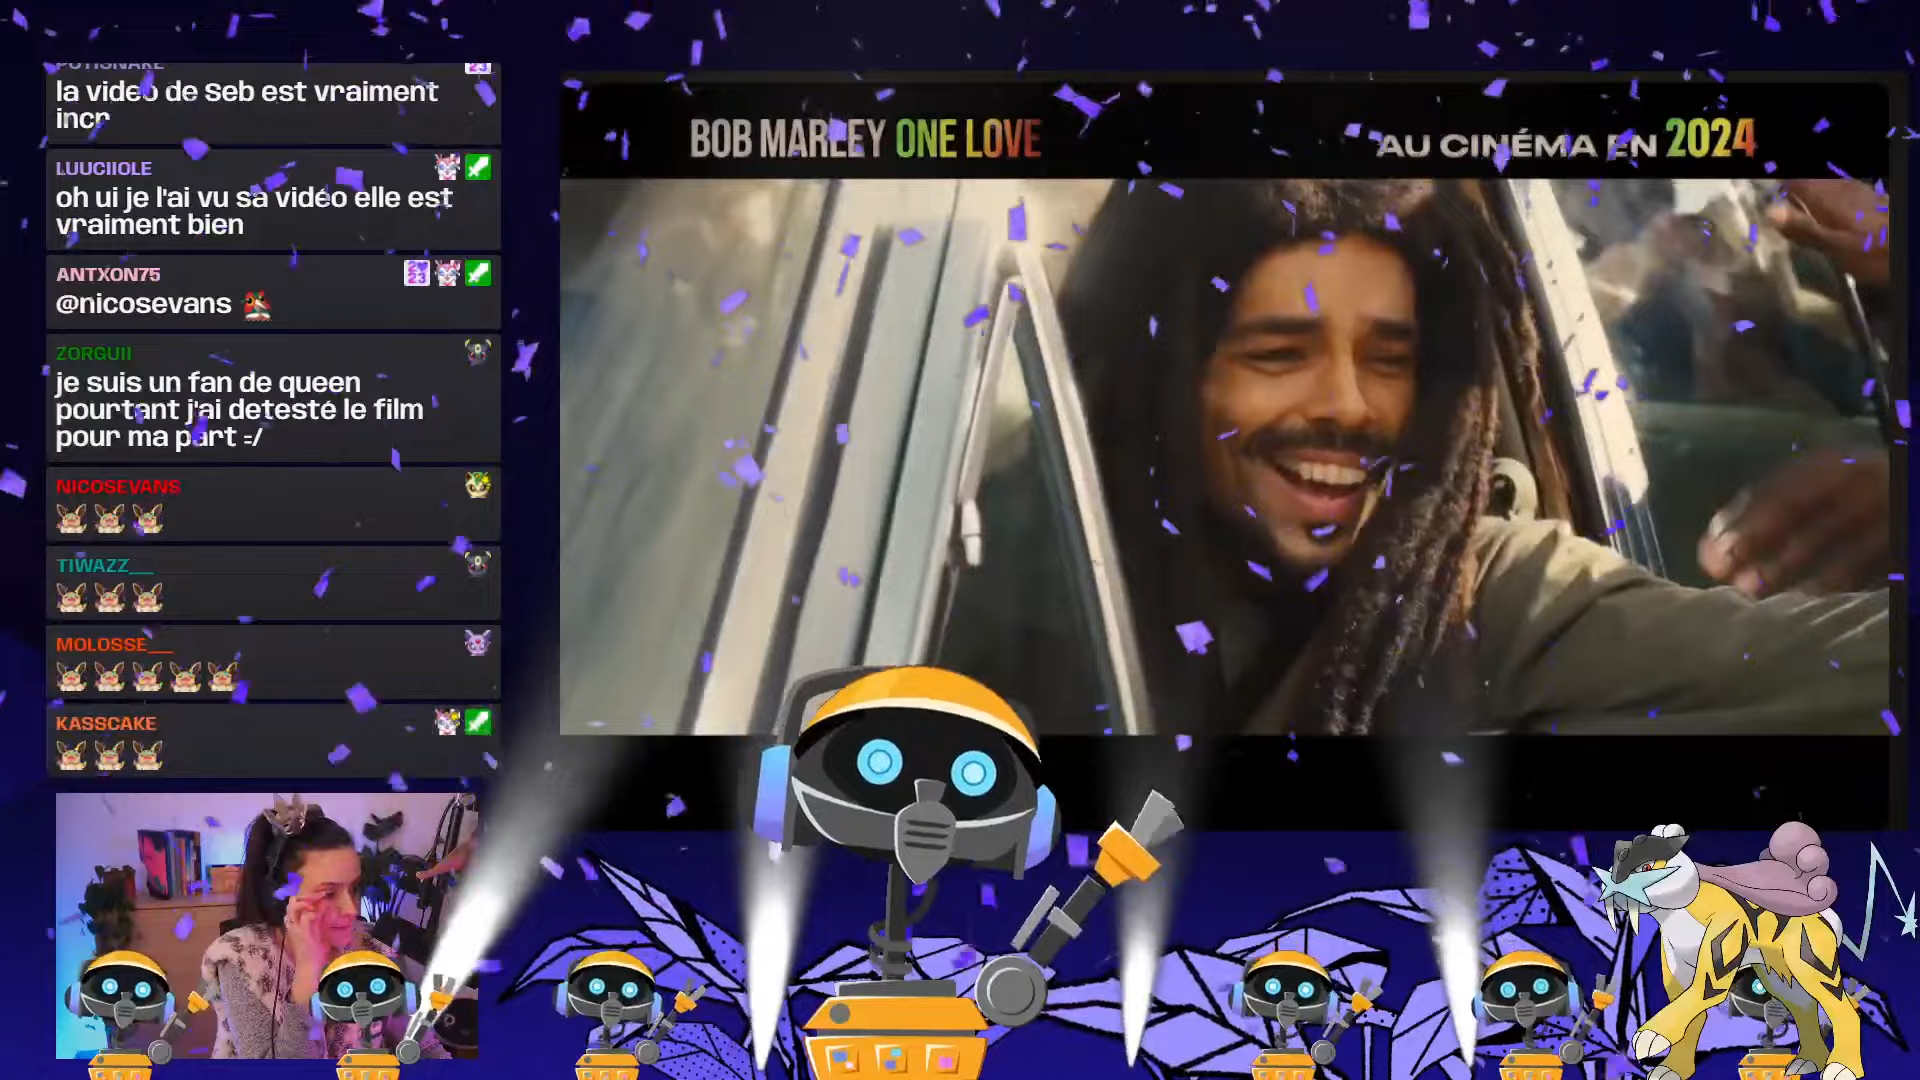 la video de Seb est vraiment
incr
LUUCIIOLE
oh ui je l'ai vu sa vidéo elle est
vraiment bien
ANTXON75
@nicosevans
ZORGUII
je suis un fan de queen
pourtant j'ai detesté le film
pour ma part =/
NICOSEVANS
TIWAZZ__
MOLOSSE__
KASSCAKE
BOB MARLEY ONE LOVE
AU CINÉMA EN 2024